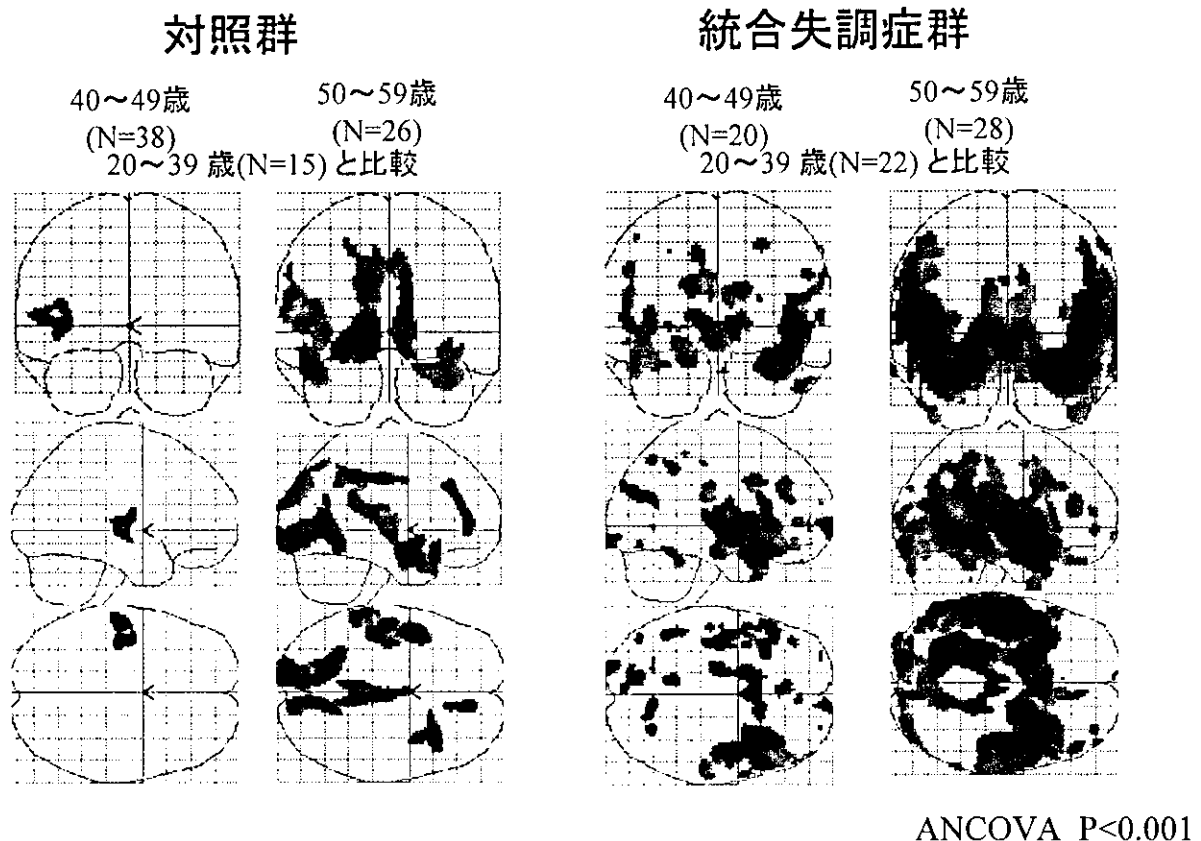 対照群
統合失調症群
40～49歳
(N=38)
50～59歳
(N=26)
20～39 歳(N=15) と比較
40～49歳
(N=20)
50～59歳
(N=28)
20～39 歳(N=22) と比較
ANCOVA P<0.001